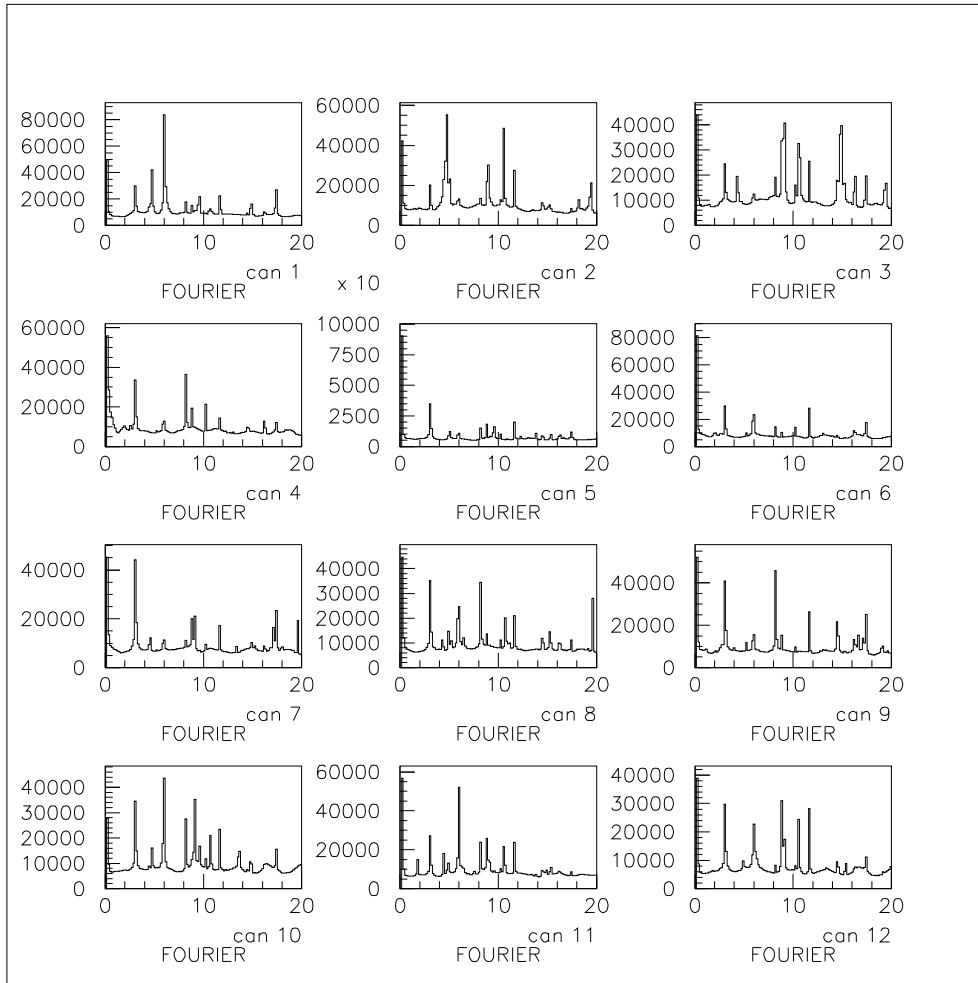 80000
60000
40000
20000
0
0 10 20
can 1
FOURIER
60000
40000
20000
0
0 10 20
can 2
FOURIER
40000
30000
20000
10000
0
0 10 20
can 3
FOURIER
60000
40000
20000
0
0 10 20
can 4
FOURIER
x 10
10000
7500
5000
2500
0
0 10 20
can 5
FOURIER
80000
60000
40000
20000
0
0 10 20
can 6
FOURIER
40000
20000
0
0 10 20
can 7
FOURIER
40000
30000
20000
10000
0
0 10 20
can 8
FOURIER
40000
20000
0
0 10 20
can 9
FOURIER
40000
30000
20000
10000
0
0 10 20
can 10
FOURIER
60000
40000
20000
0
0 10 20
can 11
FOURIER
40000
30000
20000
10000
0
0 10 20
can 12
FOURIER